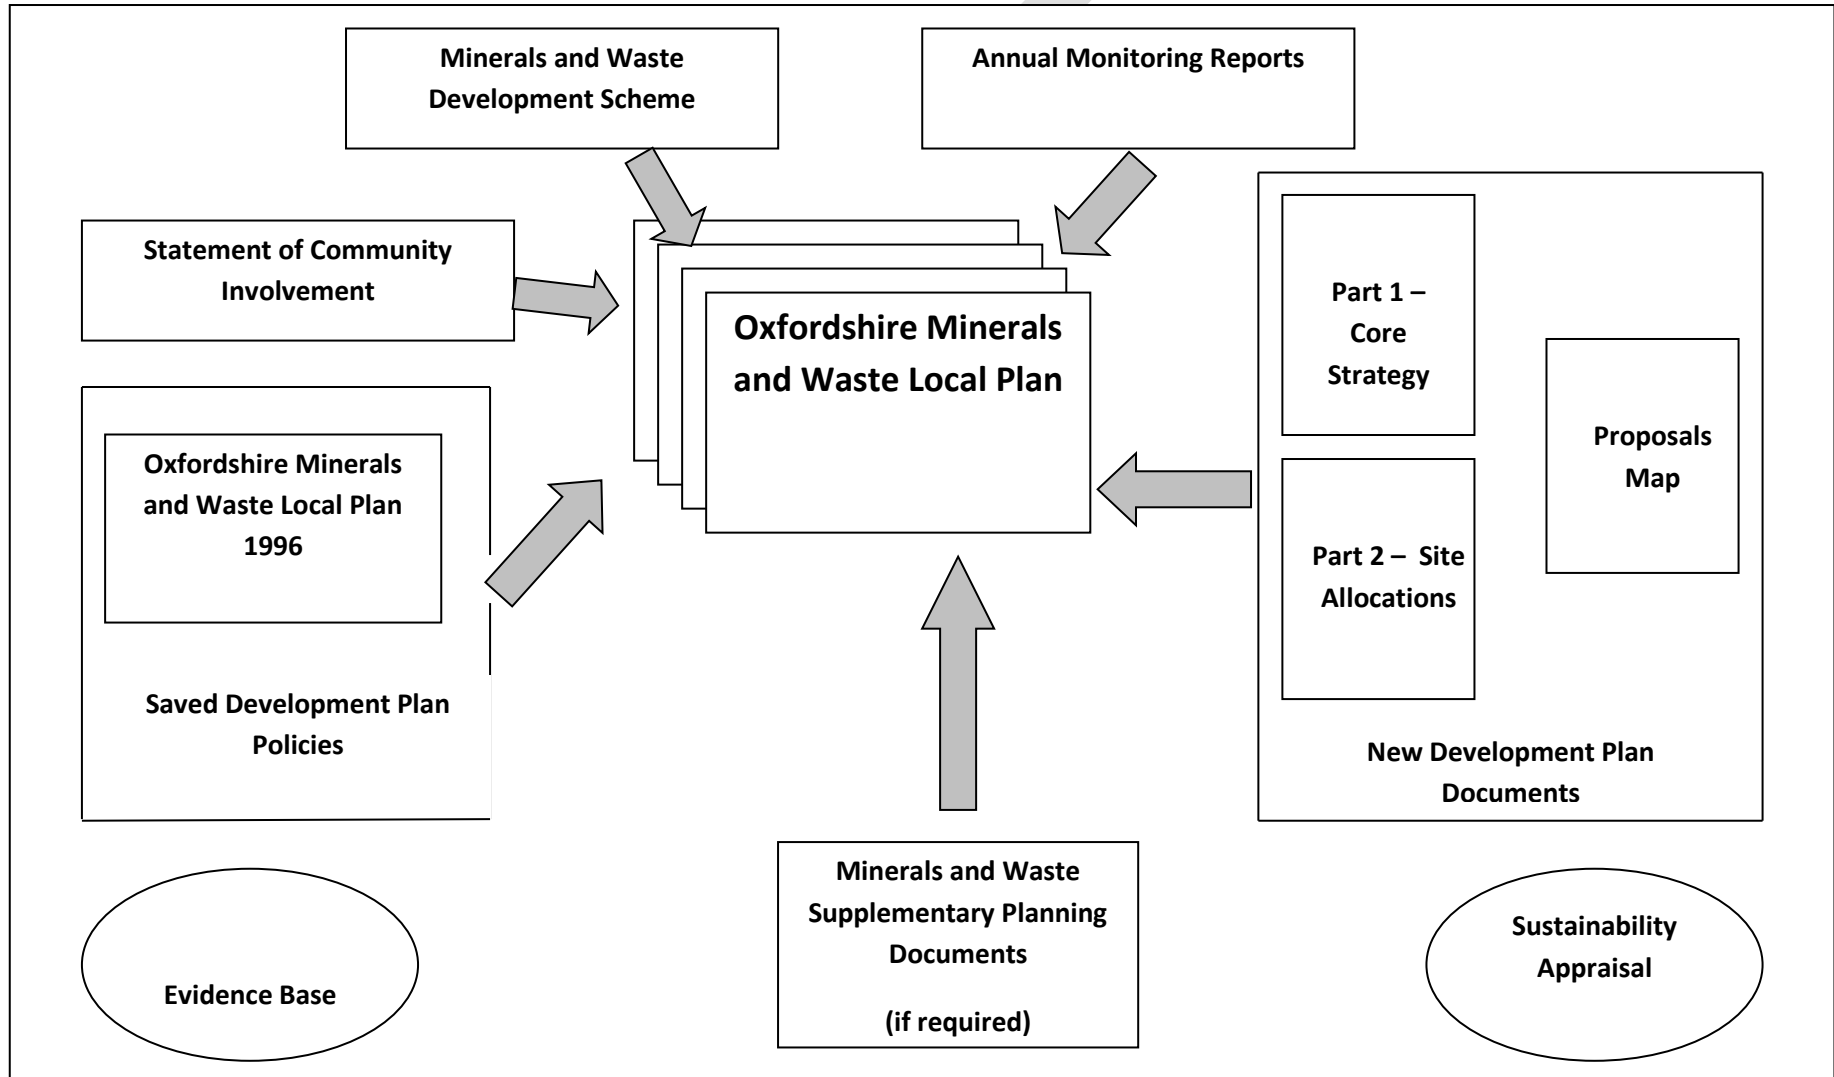 Minerals and Waste
Development Scheme
Annual Monitoring Reports
Statement of Community
Involvement
Oxfordshire Minerals
and Waste Local Plan
Part 1 –
Core
Strategy
Proposals
Map
Part 2 – Site
Allocations
New Development Plan
Documents
Oxfordshire Minerals
and Waste Local Plan
1996
Saved Development Plan
Policies
Evidence Base
Minerals and Waste
Supplementary Planning
Documents
(if required)
Sustainability
Appraisal